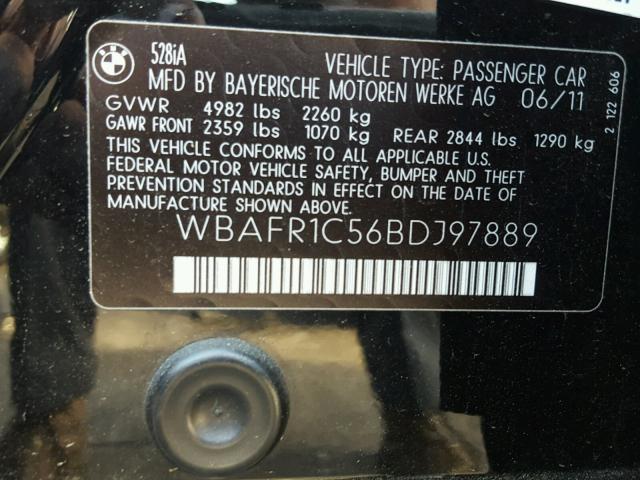 BMW
528iA
VEHICLE TYPE: PASSENGER CAR
MFD BY BAYERISCHE MOTOREN WERKE AG 06/11
GVWR 4982 lbs 2260 kg
GAWR FRONT 2359 lbs 1070 kg REAR 2844 lbs 1290 kg
THIS VEHICLE CONFORMS TO ALL APPLICABLE U.S.
FEDERAL MOTOR VEHICLE SAFETY, BUMPER AND THEFT
PREVENTION STANDARDS IN EFFECT ON THE DATE OF
MANUFACTURE SHOWN ABOVE.
WBAFR1C56BDJ97889
2 122 606